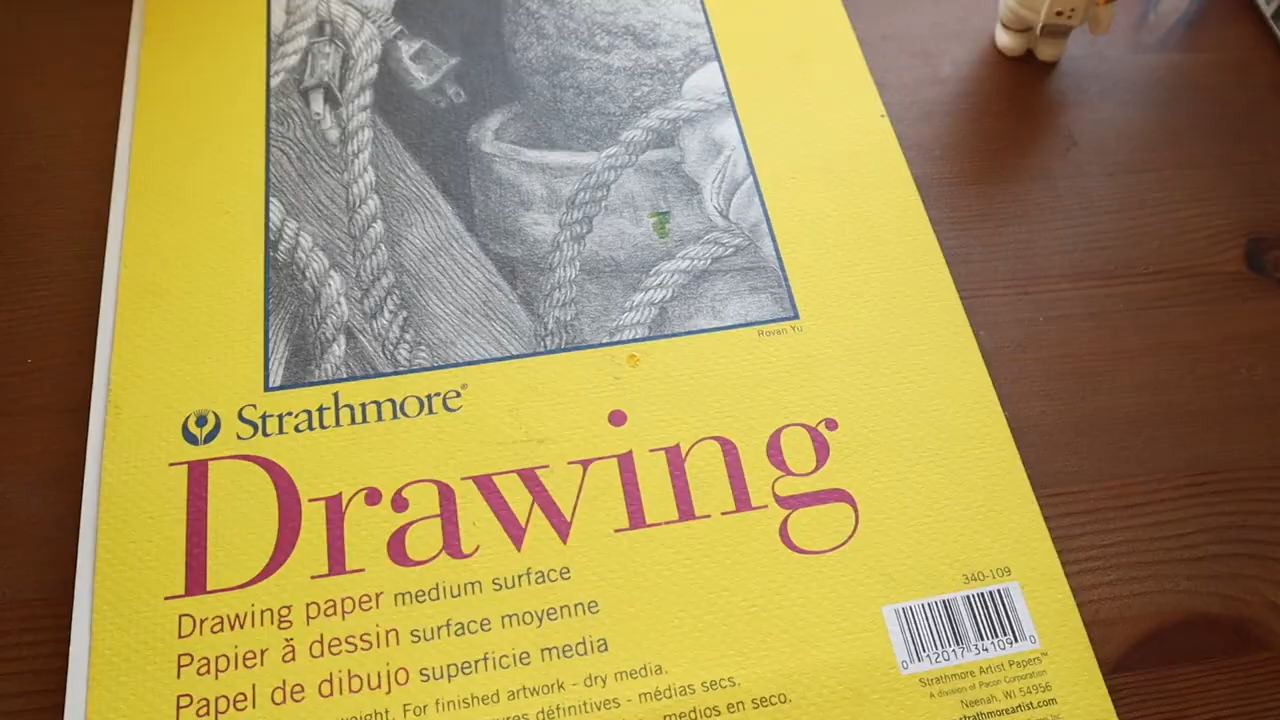 Rovan Yu
Strathmore®
Drawing
Drawing paper medium surface
Papier à dessin surface moyenne
Papel de dibujo superficie media
weight. For finished artwork - dry media.
définitives - médias secs.
medios en seco.
340-109
0 12017 34109 0
Strathmore Artist Papers™
A division of Pacon Corporation
Neenah, WI 54956
strathmoreartist.com